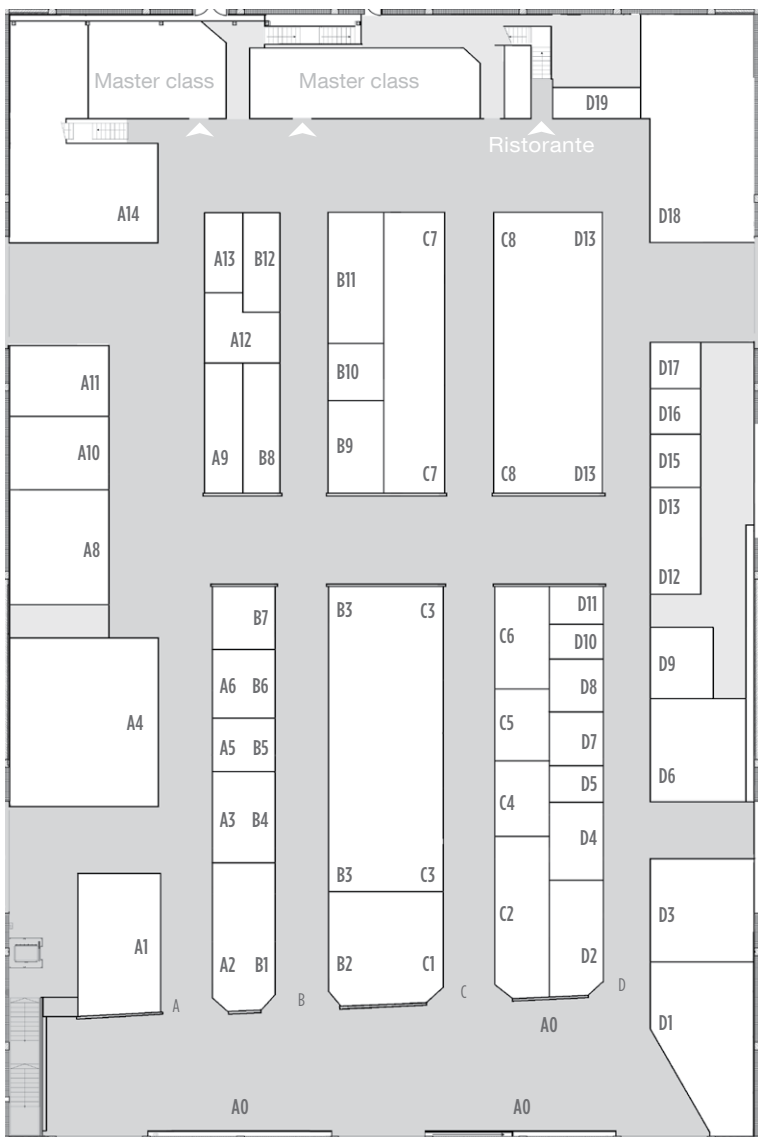 Master class
Master class
D19
Ristorante
A14
D18
A13 B12
C7
C8 D13
B11
A12
D17
B10
A11
D16
B9
A10
D15
A9 B8
C7
C8 D13
D13
A8
D12
B7
B3 C3
D11
C6
D10
A6 B6
D9
D8
A4
C5
D7
A5 B5
D6
D5
C4
A3 B4
D4
B3 C3
C2
D3
A1
A2 B1
B2 C1
D2
A
B
C
D
D1
A0
A0
A0